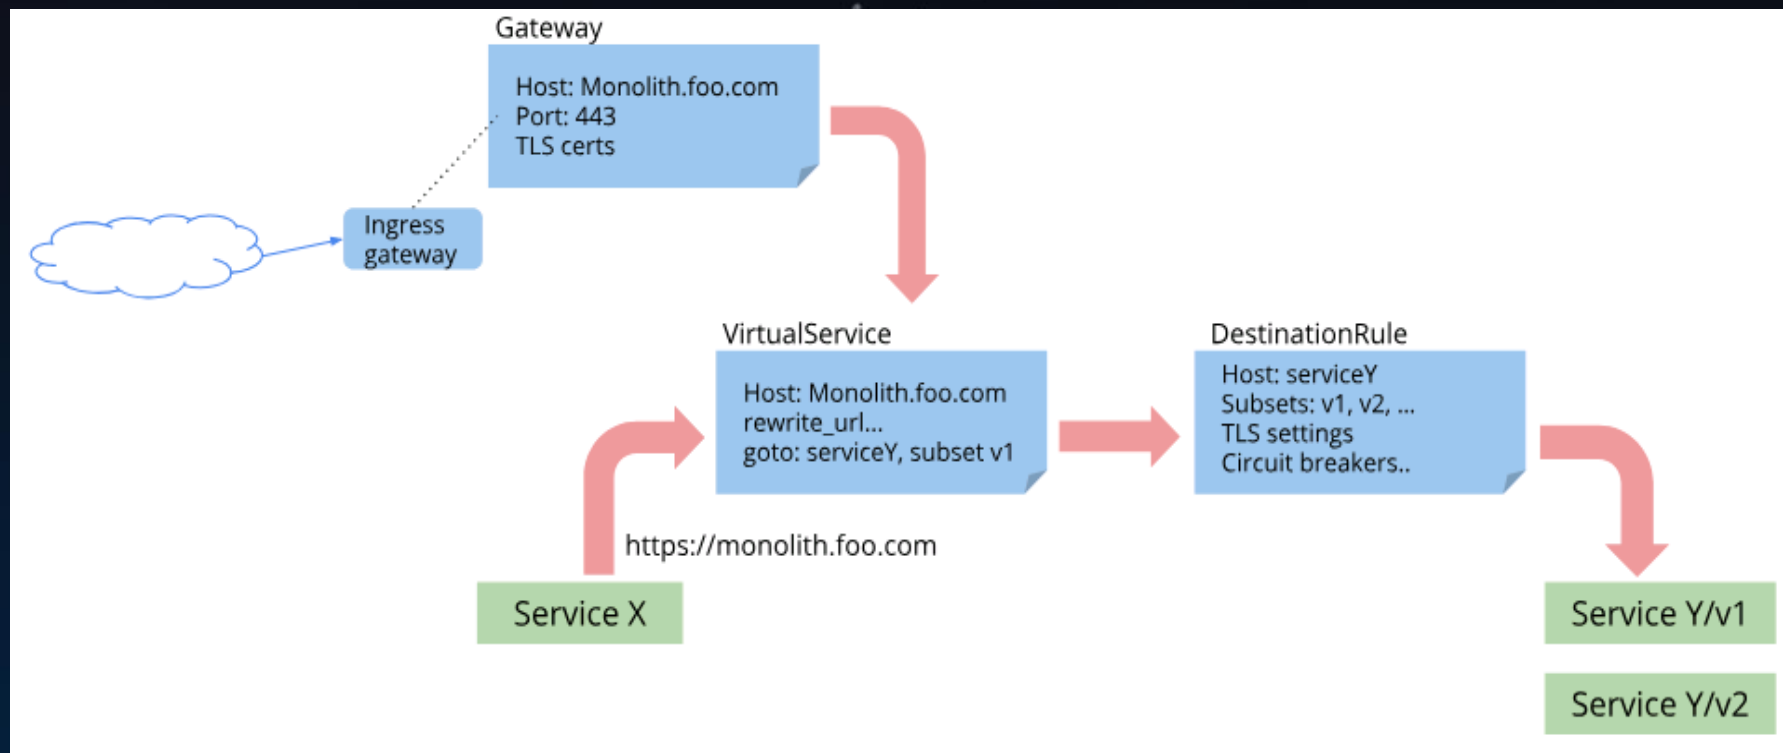 Gateway
Host: Monolith.foo.com
Port: 443
TLS certs
Ingress
gateway
VirtualService
Host: Monolith.foo.com
rewrite_url...
goto: serviceY, subset v1
DestinationRule
Host: serviceY
Subsets: v1, v2, ...
TLS settings
Circuit breakers..
https://monolith.foo.com
Service X
Service Y/v1
Service Y/v2